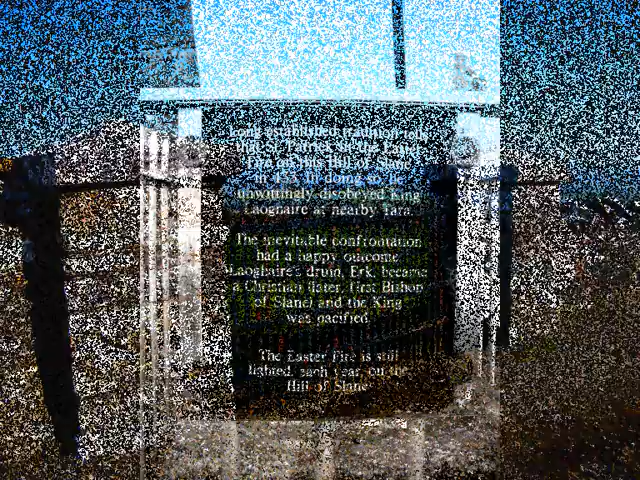 Long established tradition tells
that St. Patrick lit the Easter
Fire on this Hill of Slane
in 433. In doing so he
unwittingly disobeyed King
Laoghaire at nearby Tara.
The inevitable confrontation
had a happy outcome
Laoghaire's druin, Erk, became
a Christian (later, first Bishop
of Slane) and the King
was pacified
The Easter Fire is still
lighted, each year, on the
Hill of Slane